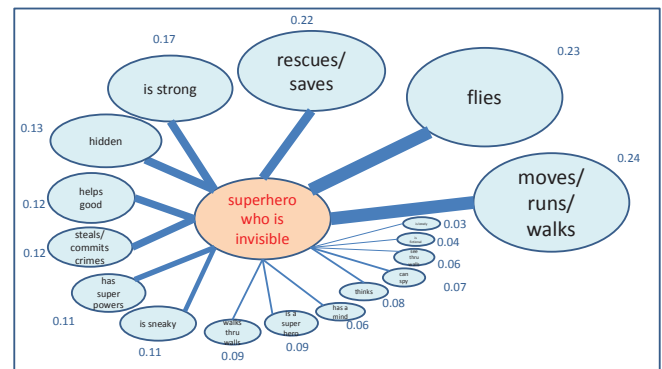 0.22
0.17
rescues/
saves
0.23
is strong
flies
0.13
hidden
0.24
helps
good
0.12
superhero
who is
invisible
moves/
runs/
walks
0.03
steals/
commits
crimes
0.12
0.04
see
thru
walls
0.06
can
spy
0.07
has
super
powers
0.11
thinks
0.08
is sneaky
0.11
has a
mind
0.06
is a
super
hero
0.09
walks
thru
walls
0.09